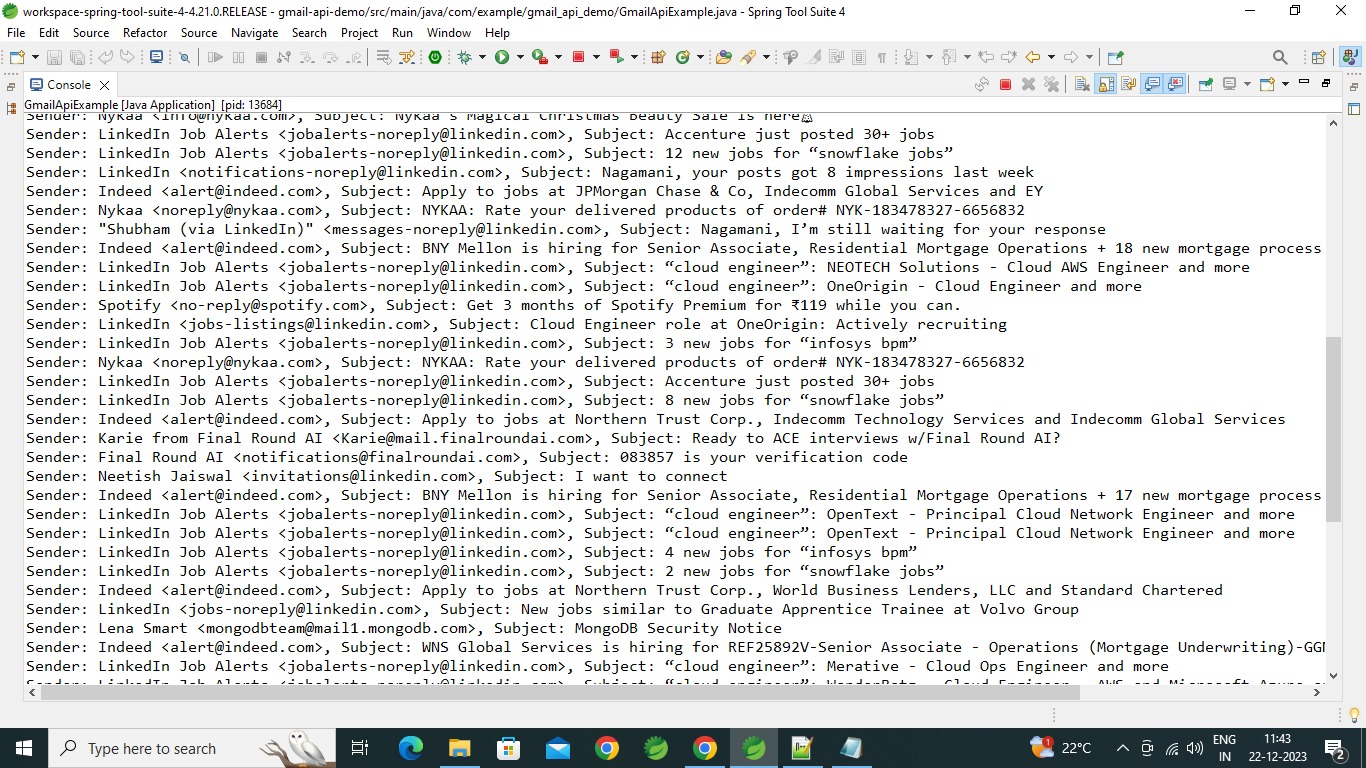 workspace-spring-tool-suite-4-4.21.0.RELEASE - gmail-api-demo/src/main/java/com/example/gmail_api_demo/GmailApiExample.java - Spring Tool Suite 4
File Edit Source Refactor Source Navigate Search Project Run Window Help
Console
GmailApiExample [Java Application] [pid: 13684]
Sender: Nykaa <info@nykaa.com>, Subject: Nykaa's Magical Christmas Beauty Sale is here
Sender: LinkedIn Job Alerts <jobalerts-noreply@linkedin.com>, Subject: Accenture just posted 30+ jobs
Sender: LinkedIn Job Alerts <jobalerts-noreply@linkedin.com>, Subject: 12 new jobs for “snowflake jobs”
Sender: LinkedIn <notifications-noreply@linkedin.com>, Subject: Nagamani, your posts got 8 impressions last week
Sender: Indeed <alert@indeed.com>, Subject: Apply to jobs at JPMorgan Chase & Co, Indecomm Global Services and EY
Sender: Nykaa <noreply@nykaa.com>, Subject: NYKAA: Rate your delivered products of order# NYK-183478327-6656832
Sender: "Shubham (via LinkedIn)" <messages-noreply@linkedin.com>, Subject: Nagamani, I’m still waiting for your response
Sender: Indeed <alert@indeed.com>, Subject: BNY Mellon is hiring for Senior Associate, Residential Mortgage Operations + 18 new mortgage process
Sender: LinkedIn Job Alerts <jobalerts-noreply@linkedin.com>, Subject: “cloud engineer”: NEOTECH Solutions - Cloud AWS Engineer and more
Sender: LinkedIn Job Alerts <jobalerts-noreply@linkedin.com>, Subject: “cloud engineer”: OneOrigin - Cloud Engineer and more
Sender: Spotify <no-reply@spotify.com>, Subject: Get 3 months of Spotify Premium for ₹119 while you can.
Sender: LinkedIn <jobs-listings@linkedin.com>, Subject: Cloud Engineer role at OneOrigin: Actively recruiting
Sender: LinkedIn Job Alerts <jobalerts-noreply@linkedin.com>, Subject: 3 new jobs for “infosys bpm”
Sender: Nykaa <noreply@nykaa.com>, Subject: NYKAA: Rate your delivered products of order# NYK-183478327-6656832
Sender: LinkedIn Job Alerts <jobalerts-noreply@linkedin.com>, Subject: Accenture just posted 30+ jobs
Sender: LinkedIn Job Alerts <jobalerts-noreply@linkedin.com>, Subject: 8 new jobs for “snowflake jobs”
Sender: Indeed <alert@indeed.com>, Subject: Apply to jobs at Northern Trust Corp., Indecomm Technology Services and Indecomm Global Services
Sender: Karie from Final Round AI <Karie@mail.finalroundai.com>, Subject: Ready to ACE interviews w/Final Round AI?
Sender: Final Round AI <notifications@finalroundai.com>, Subject: 083857 is your verification code
Sender: Neetish Jaiswal <invitations@linkedin.com>, Subject: I want to connect
Sender: Indeed <alert@indeed.com>, Subject: BNY Mellon is hiring for Senior Associate, Residential Mortgage Operations + 17 new mortgage process
Sender: LinkedIn Job Alerts <jobalerts-noreply@linkedin.com>, Subject: “cloud engineer”: OpenText - Principal Cloud Network Engineer and more
Sender: LinkedIn Job Alerts <jobalerts-noreply@linkedin.com>, Subject: “cloud engineer”: OpenText - Principal Cloud Network Engineer and more
Sender: LinkedIn Job Alerts <jobalerts-noreply@linkedin.com>, Subject: 4 new jobs for “infosys bpm”
Sender: LinkedIn Job Alerts <jobalerts-noreply@linkedin.com>, Subject: 2 new jobs for “snowflake jobs”
Sender: Indeed <alert@indeed.com>, Subject: Apply to jobs at Northern Trust Corp., World Business Lenders, LLC and Standard Chartered
Sender: LinkedIn <jobs-noreply@linkedin.com>, Subject: New jobs similar to Graduate Apprentice Trainee at Volvo Group
Sender: Lena Smart <mongodbteam@mail1.mongodb.com>, Subject: MongoDB Security Notice
Sender: Indeed <alert@indeed.com>, Subject: WNS Global Services is hiring for REF25892V-Senior Associate - Operations (Mortgage Underwriting)-GG
Sender: LinkedIn Job Alerts <jobalerts-noreply@linkedin.com>, Subject: “cloud engineer”: Merative - Cloud Ops Engineer and more
Sender: LinkedIn Job Alerts <jobalerts-noreply@linkedin.com>, Subject: “cloud engineer”: - Cloud Engineer - AWS and Microsoft Azure
Type here to search
22°C
ENG
IN
11:43
22-12-2023
2